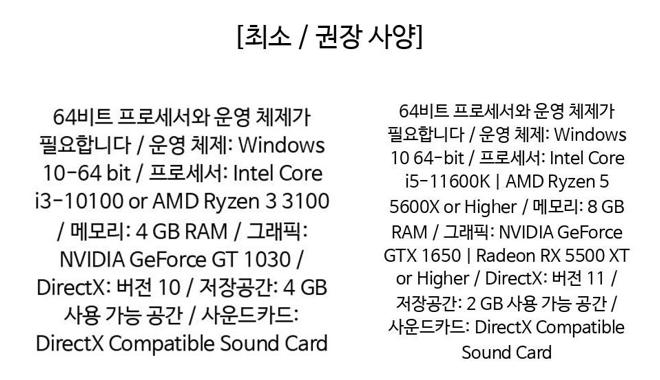 [최소 / 권장 사양]
64비트 프로세서와 운영 체제가
필요합니다 / 운영 체제: Windows
10-64 bit / 프로세서: Intel Core
i3-10100 or AMD Ryzen 3 3100
/ 메모리: 4 GB RAM / 그래픽:
NVIDIA GeForce GT 1030 /
DirectX: 버전 10 / 저장공간: 4 GB
사용 가능 공간 / 사운드카드:
DirectX Compatible Sound Card
64비트 프로세서와 운영 체제가
필요합니다 / 운영 체제: Windows
10 64-bit / 프로세서: Intel Core
i5-11600K | AMD Ryzen 5
5600X or Higher / 메모리: 8 GB
RAM / 그래픽: NVIDIA GeForce
GTX 1650 | Radeon RX 5500 XT
or Higher / DirectX: 버전 11 /
저장공간: 2 GB 사용 가능 공간 /
사운드카드: DirectX Compatible
Sound Card